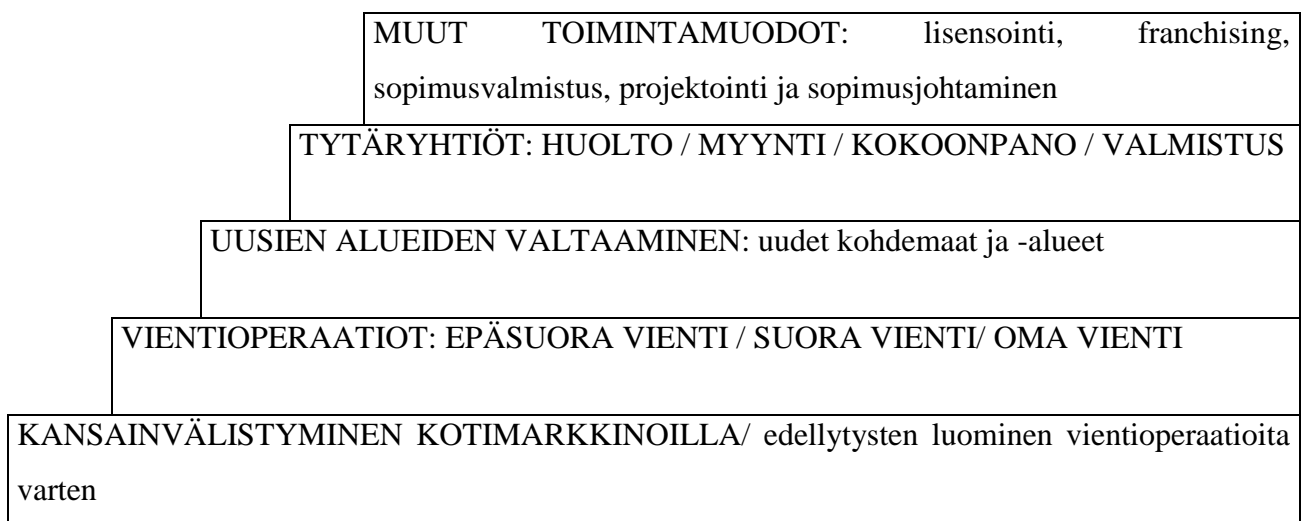 MUUT TOIMINTAMUODOT: lisensointi, franchising,
sopimusvalmistus, projektointi ja sopimusjohtaminen
TYTÄRYHTIÖT: HUOLTO / MYYNTI / KOKOONPANO / VALMISTUS
UUSIEN ALUEIDEN VALTAAMINEN: uudet kohdemaat ja -alueet
VIENTIOPERAATIOT: EPÄSUORA VIENTI / SUORA VIENTI/ OMA VIENTI
KANSAINVÄLISTYMINEN KOTIMARKKINOILLA/ edellytysten luominen vientioperaatioita
varten